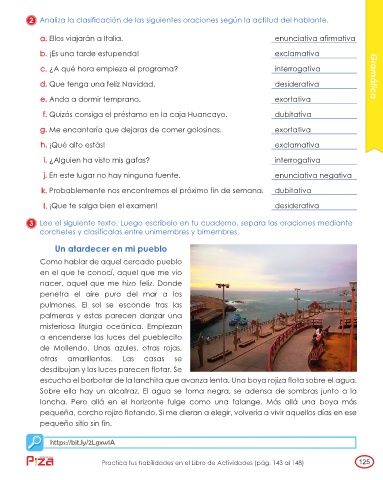 2 Analiza la clasificación de las siguientes oraciones según la actitud del hablante.
a. Ellos viajarán a Italia. enunciativa afirmativa
b. ¡Es una tarde estupenda! exclamativa
c. ¿A qué hora empieza el programa? interrogativa
d. Que tenga una feliz Navidad. desiderativa
e. Anda a dormir temprano. exortativa
f. Quizás consiga el préstamo en la caja Huancayo. dubitativa
g. Me encantaría que dejaras de comer golosinas. exortativa
h. ¡Qué alto estás! exclamativa
i. ¿Alguien ha visto mis gafas? interrogativa
j. En este lugar no hay ninguna fuente. enunciativa negativa
k. Probablemente nos encontremos el próximo fin de semana. dubitativa
l. ¡Que te salga bien el examen! desiderativa
Gramática
3 Lee el siguiente texto. Luego escríbelo en tu cuaderno, separa las oraciones mediante
corchetes y clasifícalas entre unimembres y bimembres.
Un atardecer en mi pueblo
Como hablar de aquel cercado pueblo
en el que te conocí, aquel que me vio
nacer, aquel que me hizo feliz. Donde
penetra el aire puro del mar a los
pulmones. El sol se esconde tras las
palmeras y estas parecen danzar una
misteriosa liturgia oceánica. Empiezan
a encenderse las luces del pueblecito
de Mollendo. Unas azules, otras rojas,
otras amarillentas. Las casas se
desdibujan y las luces parecen flotar. Se
escucha el borbotar de la lanchita que avanza lenta. Una boya rojiza flota sobre el agua.
Sobre ella hay un alcatraz. El agua se torna negra, se adensa de sombras junto a la
lancha. Pero allá en el horizonte fulge como una falange. Más allá una boya más
pequeña, corcho rojizo flotando. Si me dieran a elegir, volvería a vivir aquellos días en ese
pequeño sitio sin fin.
https://bit.ly/2LgxwIA
Pizza
Practica tus habilidades en el Libro de Actividades (pág. 143 al 148)
125